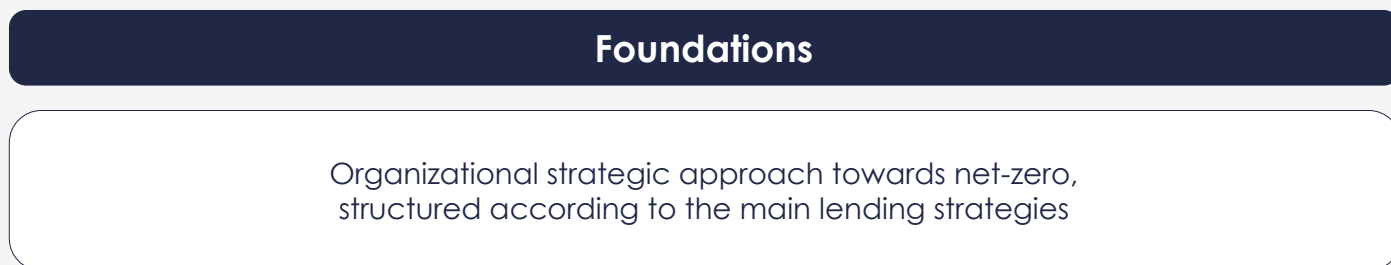 Foundations
Organizational strategic approach towards net-zero,
structured according to the main lending strategies